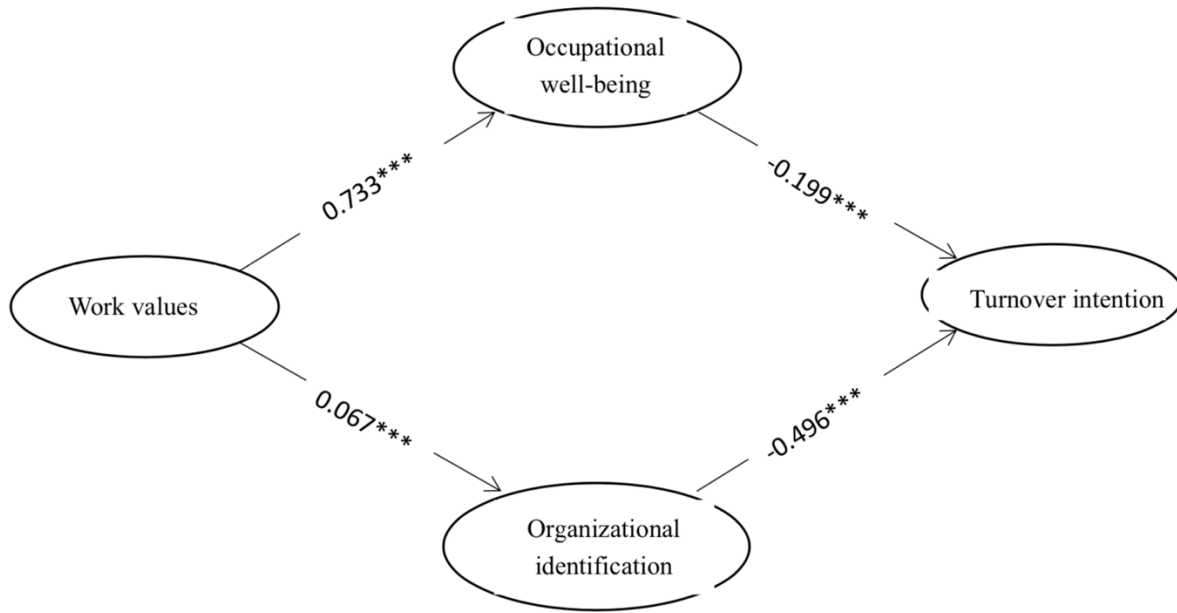 Occupational
well-being
0.733***
-0.199***
Work values
Turnover intention
0.067***
-0.496***
Organizational
identification